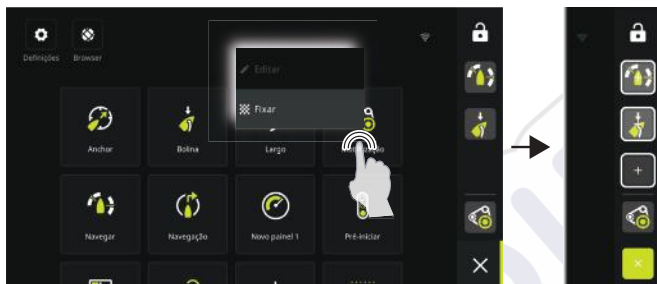 Definições Browser
Editar
Fixar
Anchor Bolina Largo
Navegar Navegação Novo painel 1 Pré-iniciar